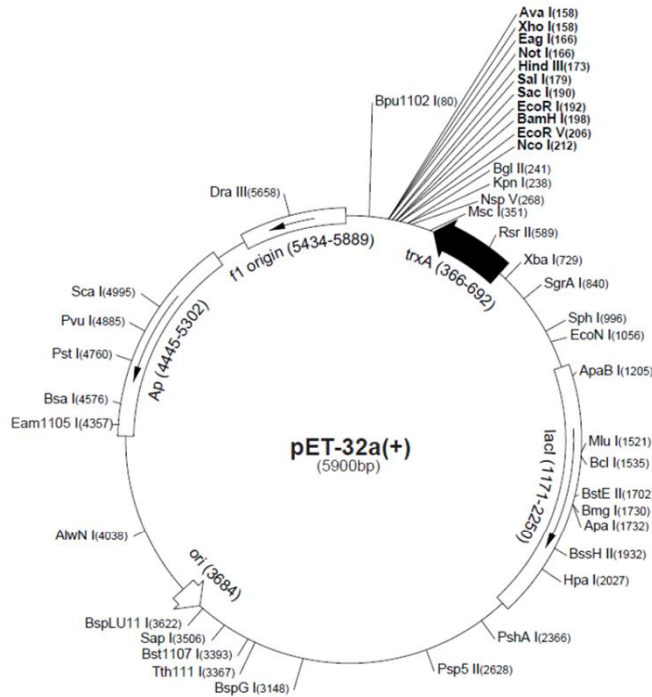 Ava I(158)
Xho I(158)
Eag I(166)
Not I(166)
Hind III(173)
Sal I(179)
Sac I(190)
EcoR I(192)
BamH I(198)
EcoR V(206)
Nco I(212)
Bpu1102 I(80)
Bgl II(241)
Kpn I(238)
Nsp V(268)
Msc I(351)
Rsr II(589)
Xba I(729)
SgrA I(840)
Sph I(996)
EcoN I(1056)
ApaB I(1205)
Mlu I(1521)
Bcl I(1535)
BstE II(1702)
Bmg I(1730)
Apa I(1732)
BssH II(1932)
Hpa I(2027)
PshA I(2366)
Psp5 II(2628)
BspG I(3148)
Tth111 I(3367)
Bst1107 I(3393)
Sap I(3506)
BspLU11 I(3622)
AlwN I(4038)
Eam1105 I(4357)
Bsa I(4576)
Pst I(4760)
Pvu I(4885)
Sca I(4995)
Dra III(5658)
f1 origin (5434-5889)
trxA (366-692)
Ap (4445-5302)
lacI (1171-2250)
ori (3684)
pET-32a(+)
(5900bp)